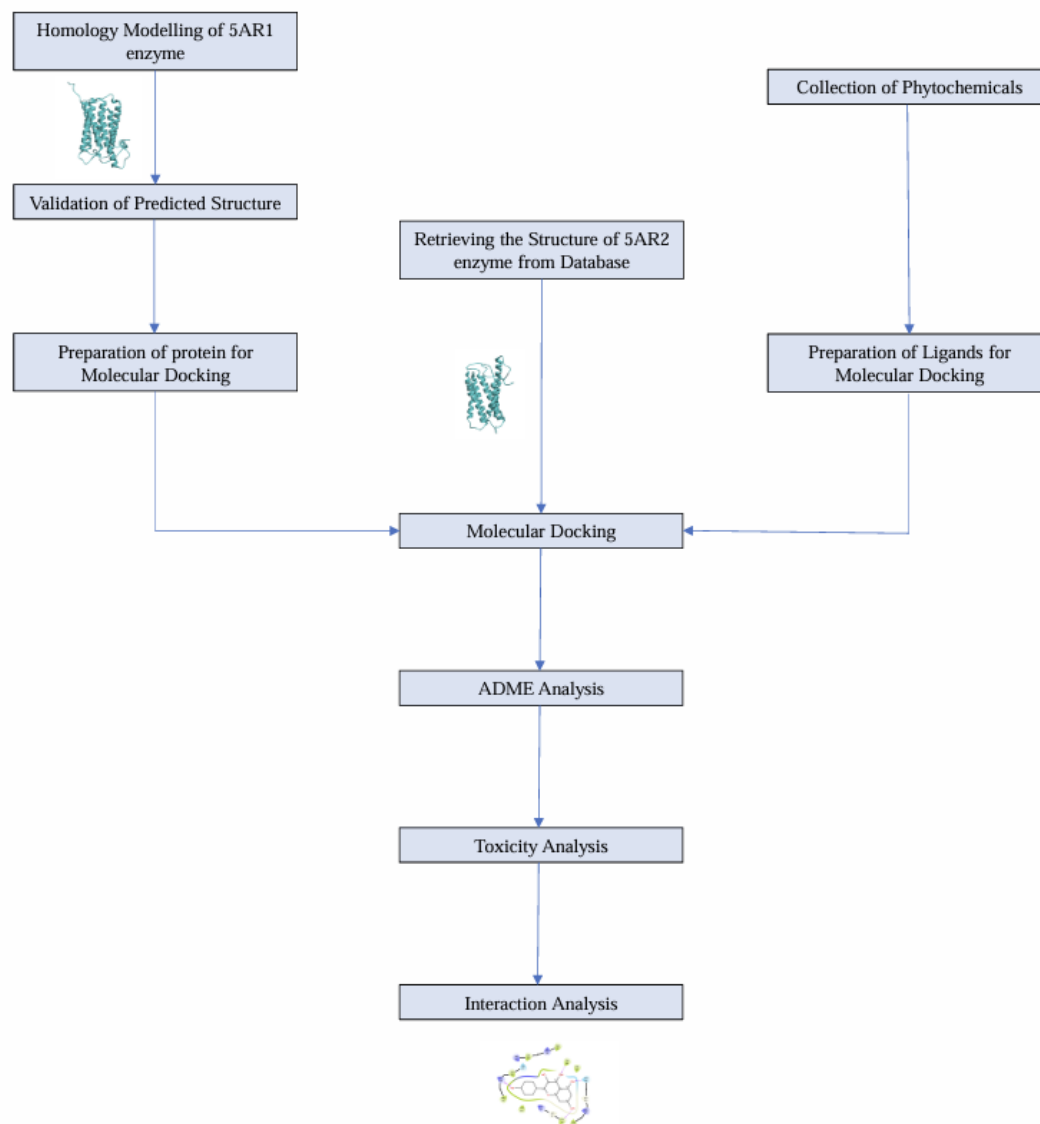 Homology Modelling of 5AR1
enzyme
Collection of Phytochemicals
Validation of Predicted Structure
Retrieving the Structure of 5AR2
enzyme from Database
Preparation of protein for
Molecular Docking
Preparation of Ligands for
Molecular Docking
Molecular Docking
ADME Analysis
Toxicity Analysis
Interaction Analysis